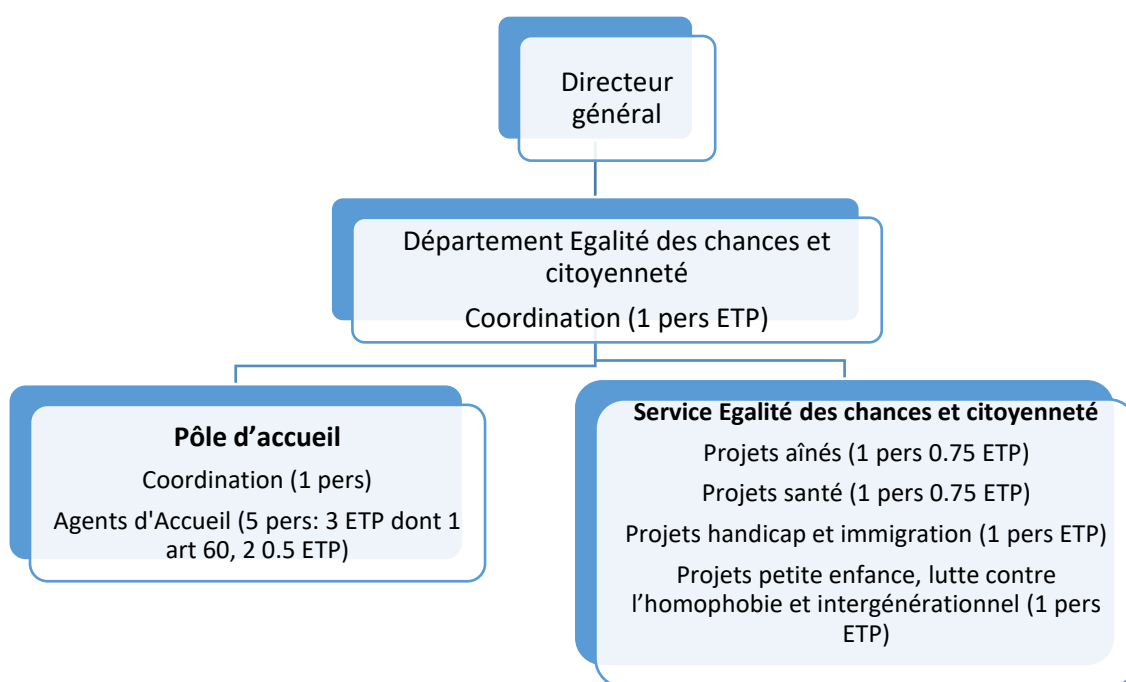 Directeur
général
Département Egalité des chances et
citoyenneté
Coordination (1 pers ETP)
Pôle d’accueil
Coordination (1 pers)
Agents d'Accueil (5 pers: 3 ETP dont 1
art 60, 2 0.5 ETP)
Service Egalité des chances et citoyenneté
Projets aînés (1 pers 0.75 ETP)
Projets santé (1 pers 0.75 ETP)
Projets handicap et immigration (1 pers ETP)
Projets petite enfance, lutte contre
l’homophobie et intergénérationnel (1 pers
ETP)